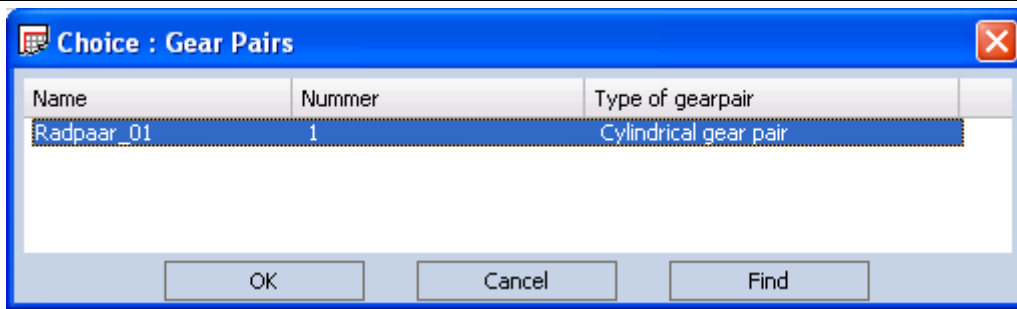 Choice : Gear Pairs
Name Nummer Type of gearpair
Radpaar_01 1 Cylindrical gear pair
OK Cancel Find